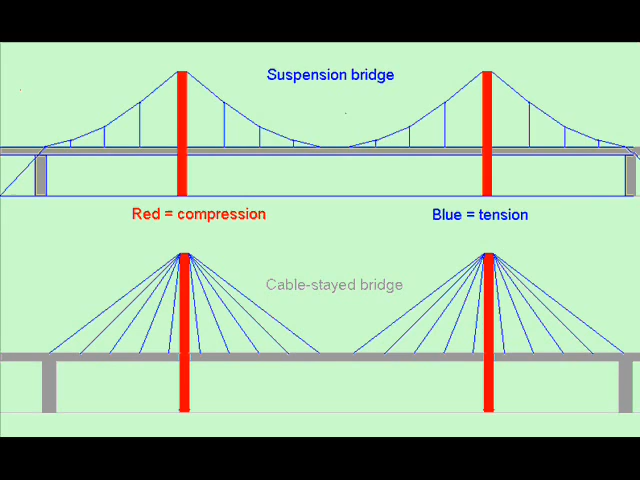 Suspension bridge
Red = compression
Blue = tension
Cable-stayed bridge